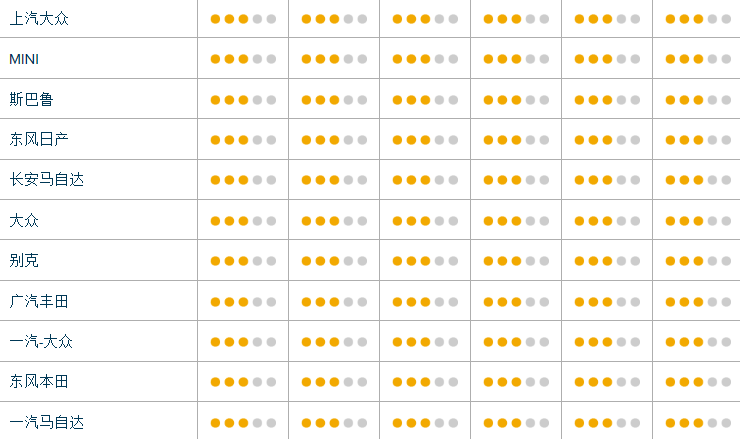 上汽大众
MINI
斯巴鲁
东风日产
长安马自达
大众
别克
广汽丰田
一汽-大众
东风本田
一汽马自达